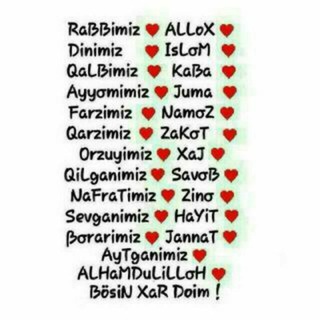 RaBBimiz ❤ ALLoX ❤
Dinimiz ❤ IsLoM ❤
QaLBimiz ❤ KaBa ❤
Ayyomimiz ❤ Juma ❤
Farzimiz ❤ NamoZ ❤
Qarzimiz ❤ ZaKoT ❤
Orzuyimiz ❤ XaJ ❤
QiLganimiz ❤ SavoB ❤
NaFraTimiz ❤ Zino ❤
Sevganimiz ❤ HaYiT ❤
Borarimiz ❤ JannaT ❤
AyTganimiz ❤
ALHaMDuLiLLoH ❤
BösiN XaR Doim !